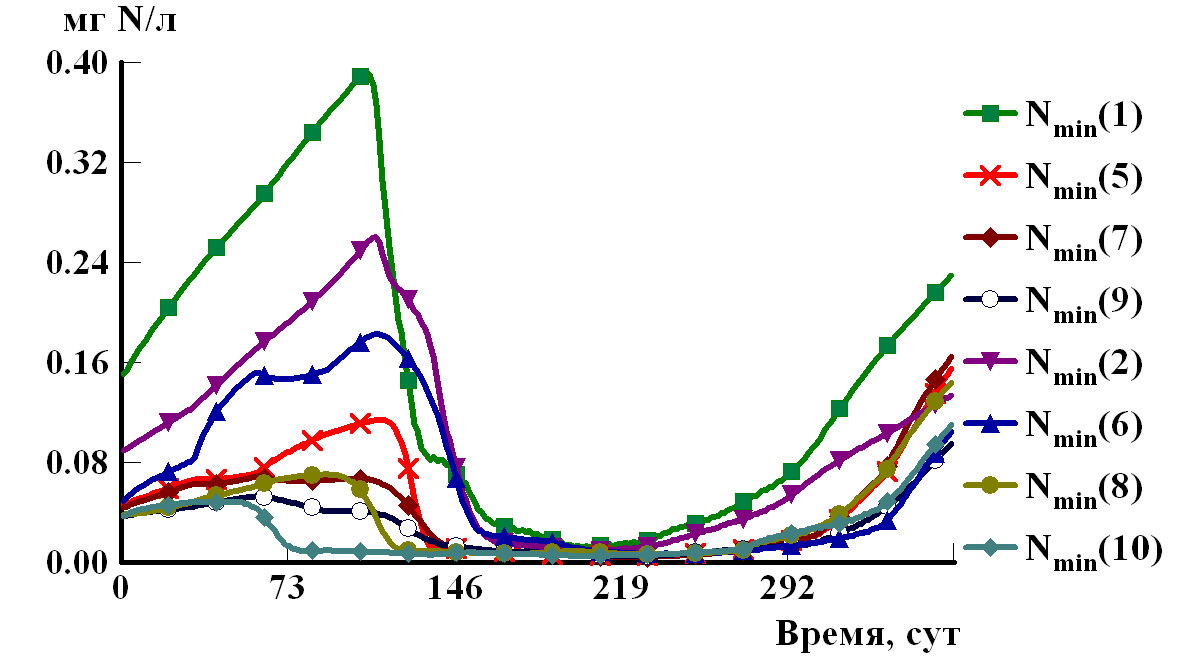 мг N/л
0.40
0.32
0.24
0.16
0.08
0.00
0 73 146 219 292
Время, сут
Nmin(1)
Nmin(5)
Nmin(7)
Nmin(9)
Nmin(2)
Nmin(6)
Nmin(8)
Nmin(10)